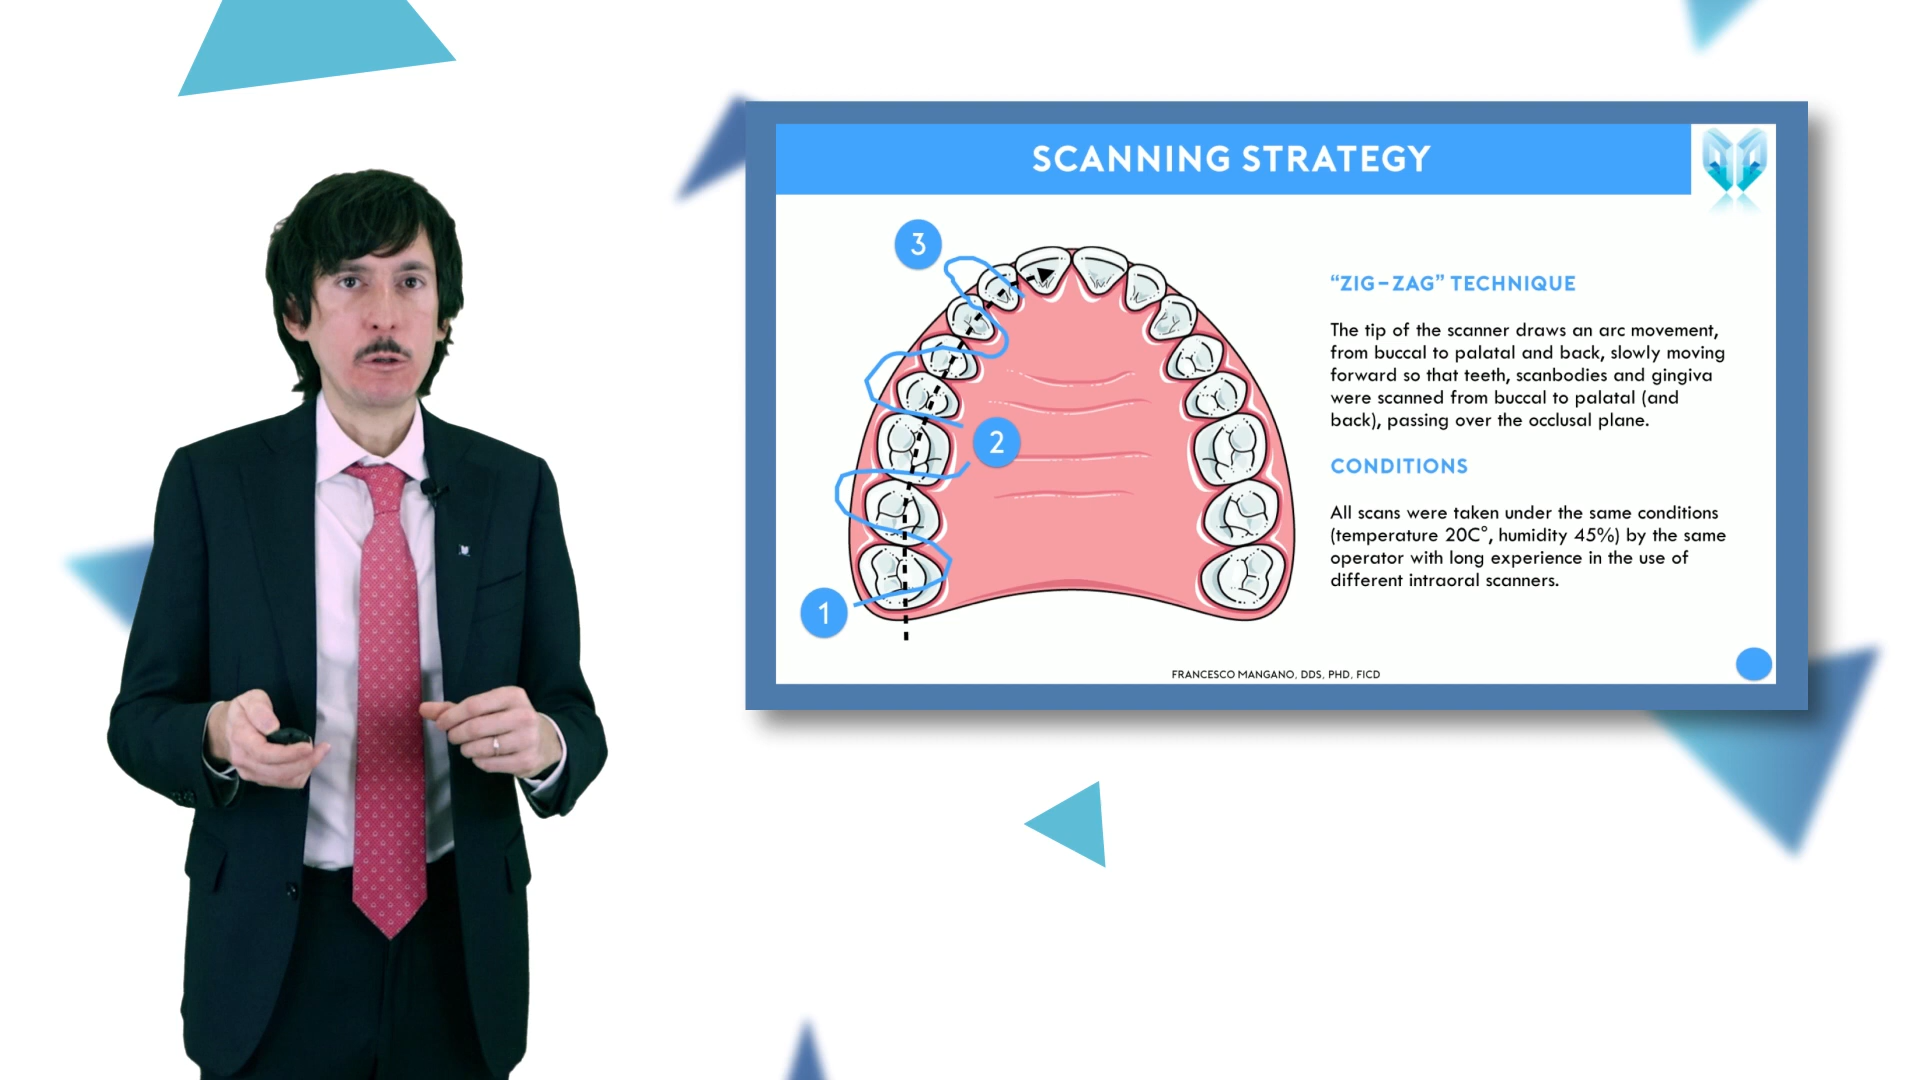 SCANNING STRATEGY
3
2
1
“ZIG-ZAG” TECHNIQUE
The tip of the scanner draws an arc movement,
from buccal to palatal and back, slowly moving
forward so that teeth, scanbodies and gingiva
were scanned from buccal to palatal (and
back), passing over the occlusal plane.
CONDITIONS
All scans were taken under the same conditions
(temperature 20C°, humidity 45%) by the same
operator with long experience in the use of
different intraoral scanners.
FRANCESCO MANGANO, DDS, PHD, FICD